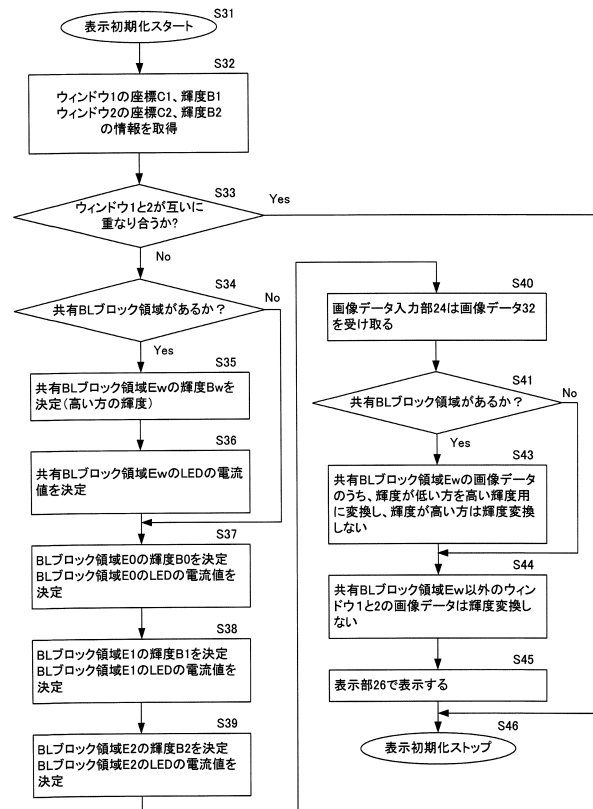 表示初期化スタート
S31
S32
ウィンドウ1の座標C1、輝度B1
ウィンドウ2の座標C2、輝度B2
の情報を取得
S33
ウィンドウ1と2が互いに
重なり合うか?
Yes
No
S34
共有BLブロック領域があるか?
No
Yes
S35
共有BLブロック領域Ewの輝度Bwを
決定(高い方の輝度)
S36
共有BLブロック領域EwのLEDの電流
値を決定
S37
BLブロック領域E0の輝度B0を決定
BLブロック領域E0のLEDの電流値を
決定
S38
BLブロック領域E1の輝度B1を決定
BLブロック領域E1のLEDの電流値を
決定
S39
BLブロック領域E2の輝度B2を決定
BLブロック領域E2のLEDの電流値を
決定
S40
画像データ入力部24は画像データ32
を受け取る
S41
共有BLブロック領域があるか?
No
Yes
S43
共有BLブロック領域Ewの画像データ
のうち、輝度が低い方を高い輝度用
に変換し、輝度が高い方は輝度変換
しない
S44
共有BLブロック領域Ew以外のウィン
ドウ1と2の画像データは輝度変換し
ない
S45
表示部26で表示する
S46
表示初期化ストップ